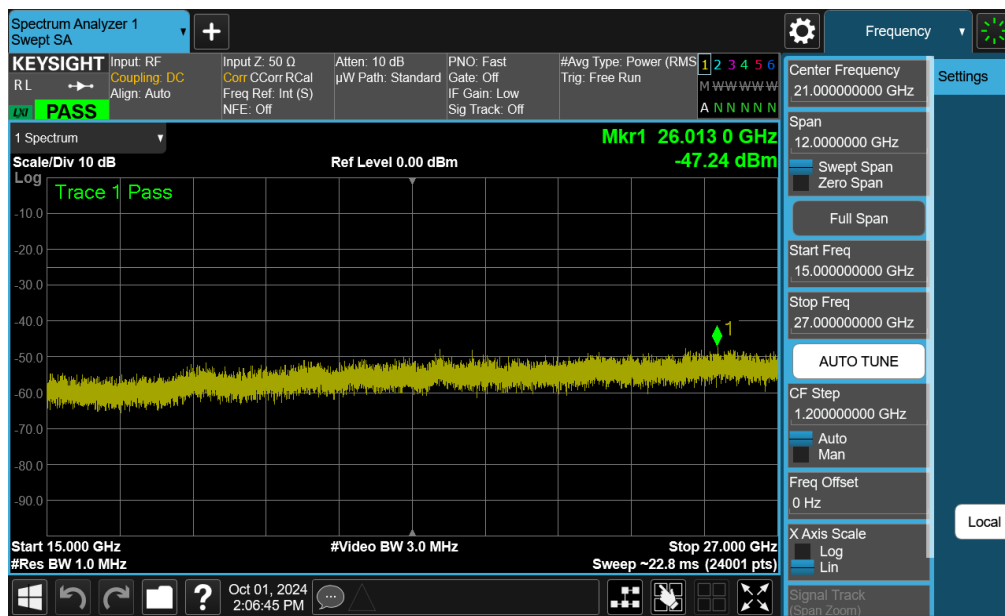 Spectrum Analyzer 1
Swept SA
+
Frequency
KEYSIGHT
R L
LXI
PASS
Input: RF
Coupling: DC
Align: Auto
Input Z: 50 Ω
Corr CCorr RCal
Freq Ref: Int (S)
NFE: Off
Atten: 10 dB
µW Path: Standard
PNO: Fast
Gate: Off
IF Gain: Low
Sig Track: Off
#Avg Type: Power (RMS
Trig: Free Run
1 2 3 4 5 6
M W W W W W
A N N N N N
1 Spectrum
Scale/Div 10 dB
Ref Level 0.00 dBm
Mkr1 26.013 0 GHz
-47.24 dBm
Log
Trace 1 Pass
-10.0
-20.0
-30.0
-40.0
-50.0
-60.0
-70.0
-80.0
-90.0
1
Start 15.000 GHz
#Res BW 1.0 MHz
#Video BW 3.0 MHz
Stop 27.000 GHz
Sweep ~22.8 ms (24001 pts)
Center Frequency
21.000000000 GHz
Span
12.0000000 GHz
Swept Span
Zero Span
Full Span
Start Freq
15.000000000 GHz
Stop Freq
27.000000000 GHz
AUTO TUNE
CF Step
1.200000000 GHz
Auto
Man
Freq Offset
0 Hz
X Axis Scale
Log
Lin
Signal Track
(Span Zoom)
Settings
Local
?
Oct 01, 2024
2:06:45 PM